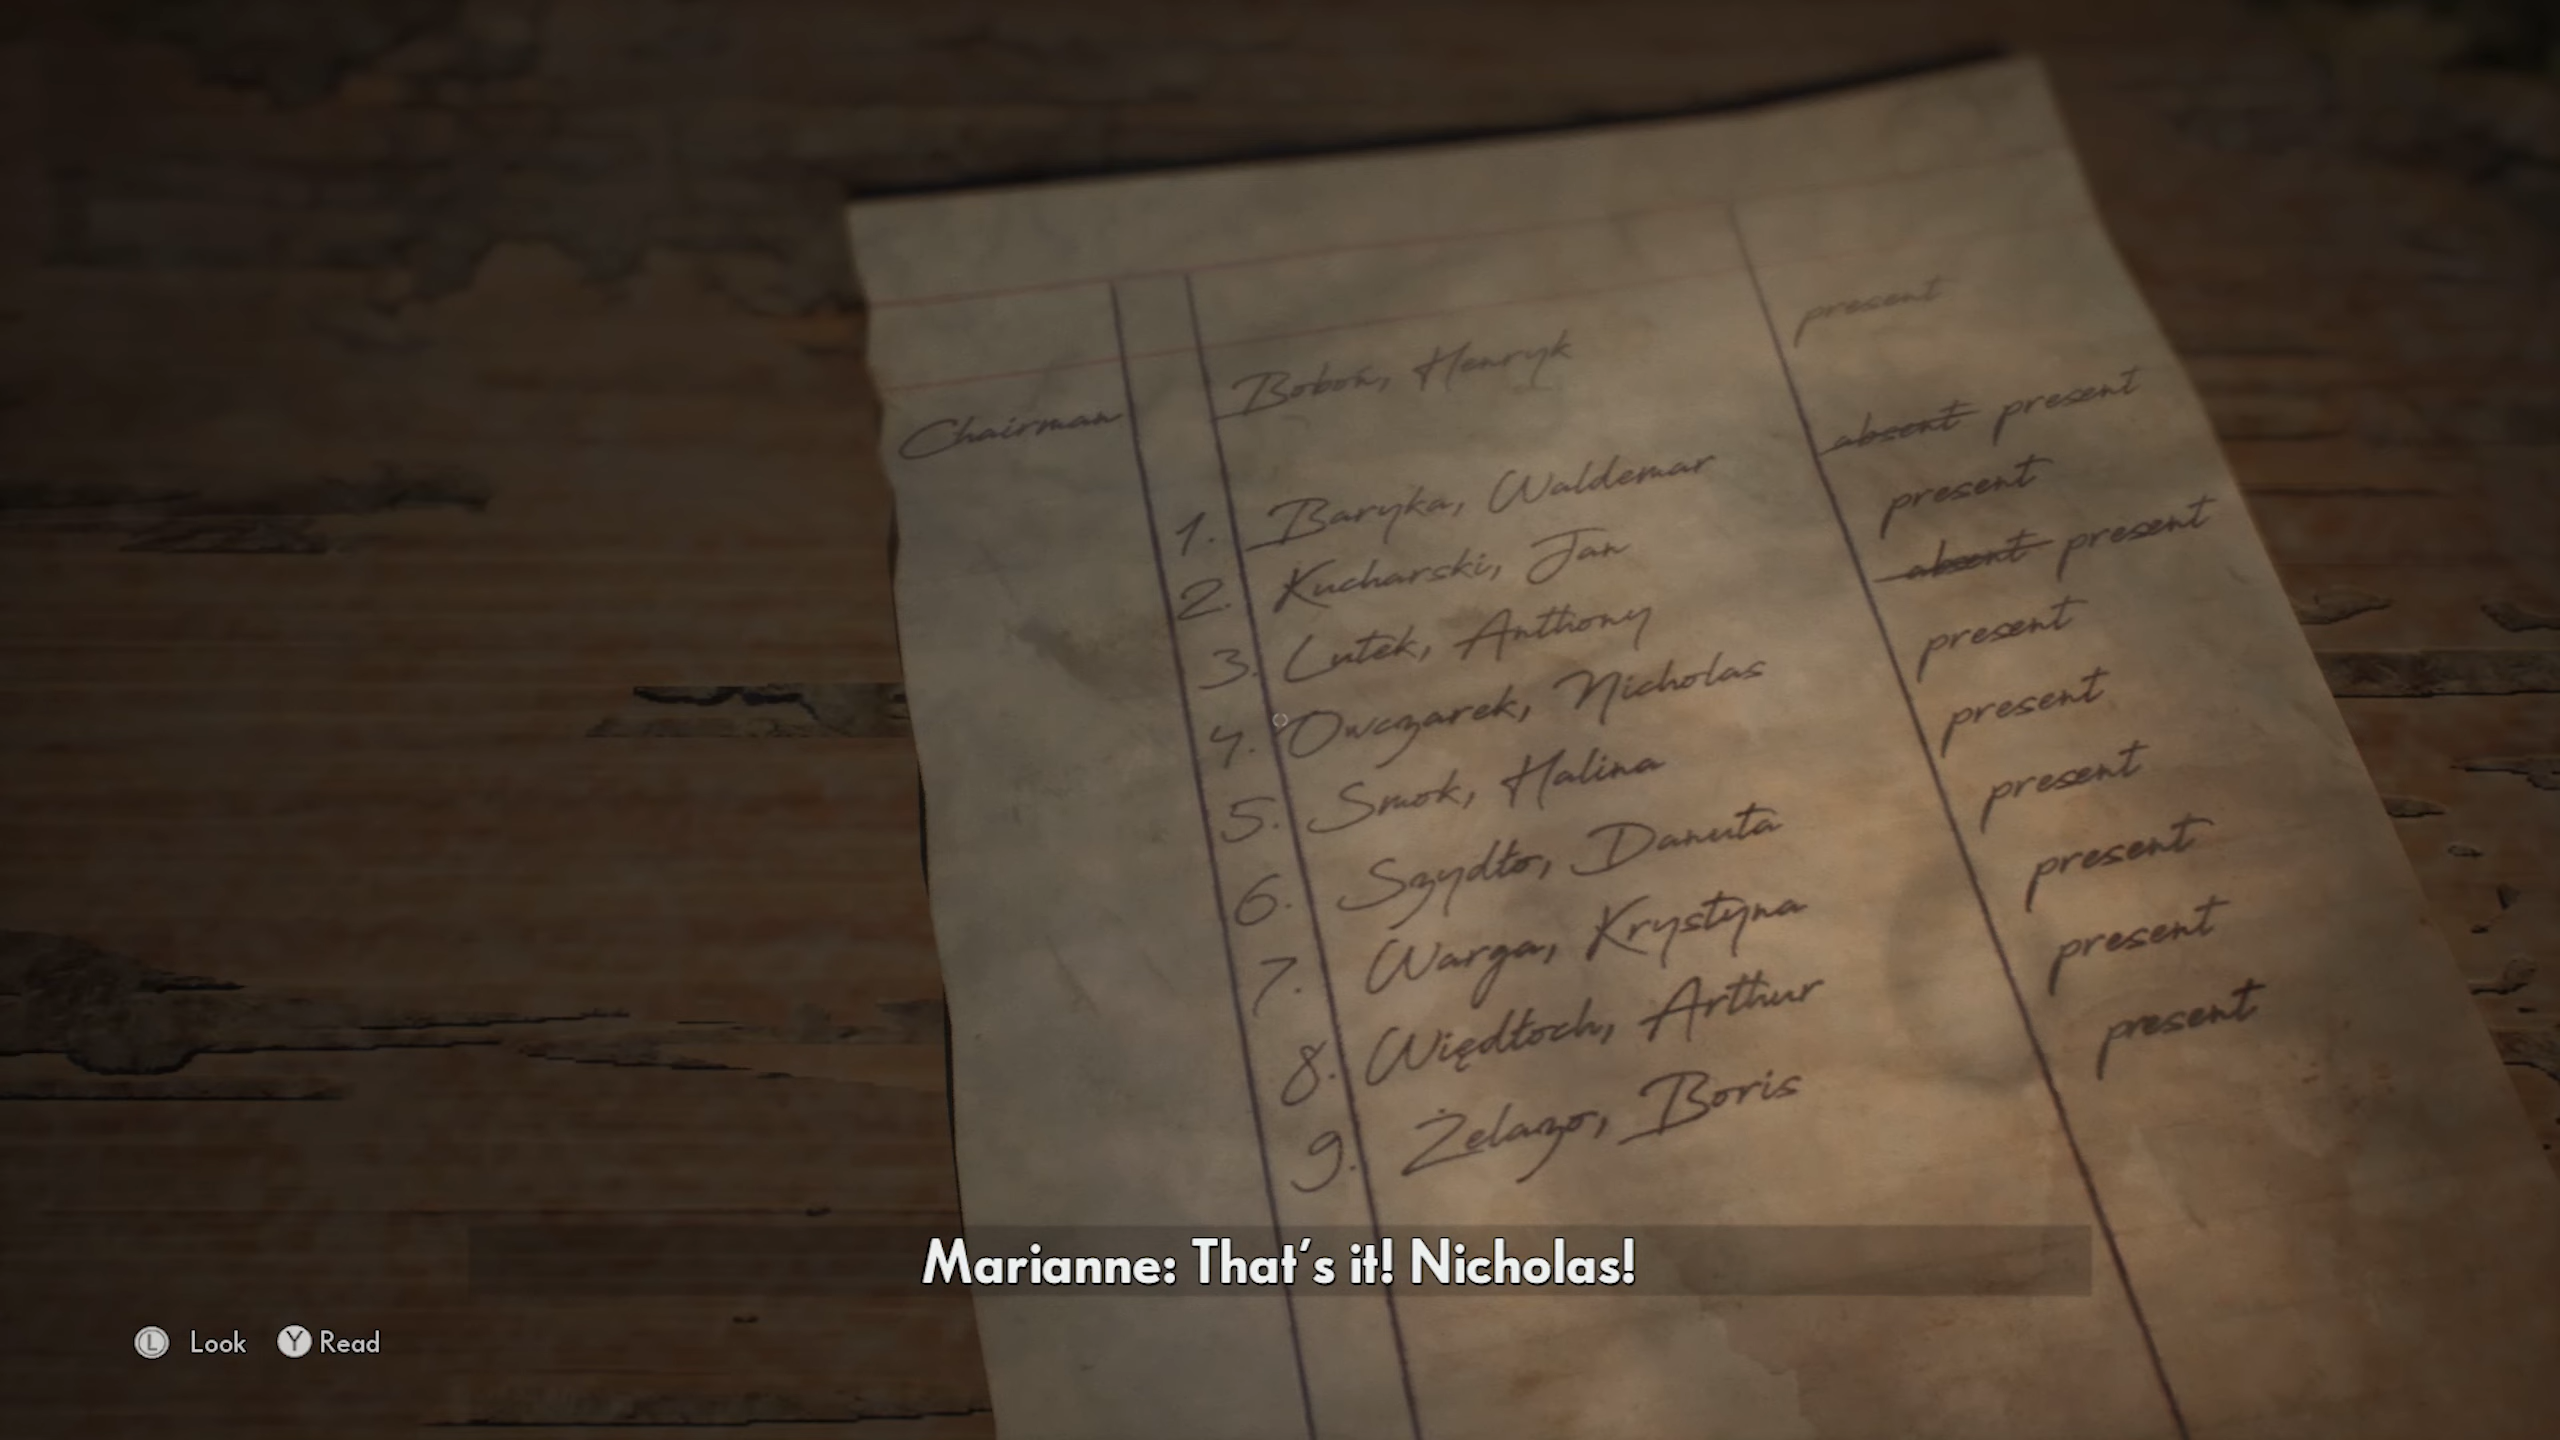 Chairman Boboń, Henryk present
1. Baryka, Waldemar absent present
2. Kucharski, Jan present
3. Lutek, Anthony absent present
4. Owczarek, Nicholas present
5. Smok, Halina present
6. Szydło, Danuta present
7. Warga, Krystyna present
8. Więdłoch, Arthur present
9. Żelazo, Boris present
Marianne: That's it! Nicholas!
L Look Y Read